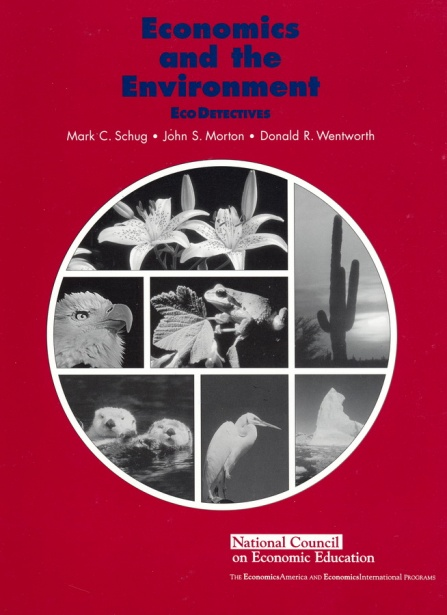 Economics
and the
Environment
ECODETECTIVES
Mark C. Schug • John S. Morton • Donald R. Wentworth
National Council
on Economic Education
THE EconomicsAmerica AND EconomicsInternational PROGRAMS